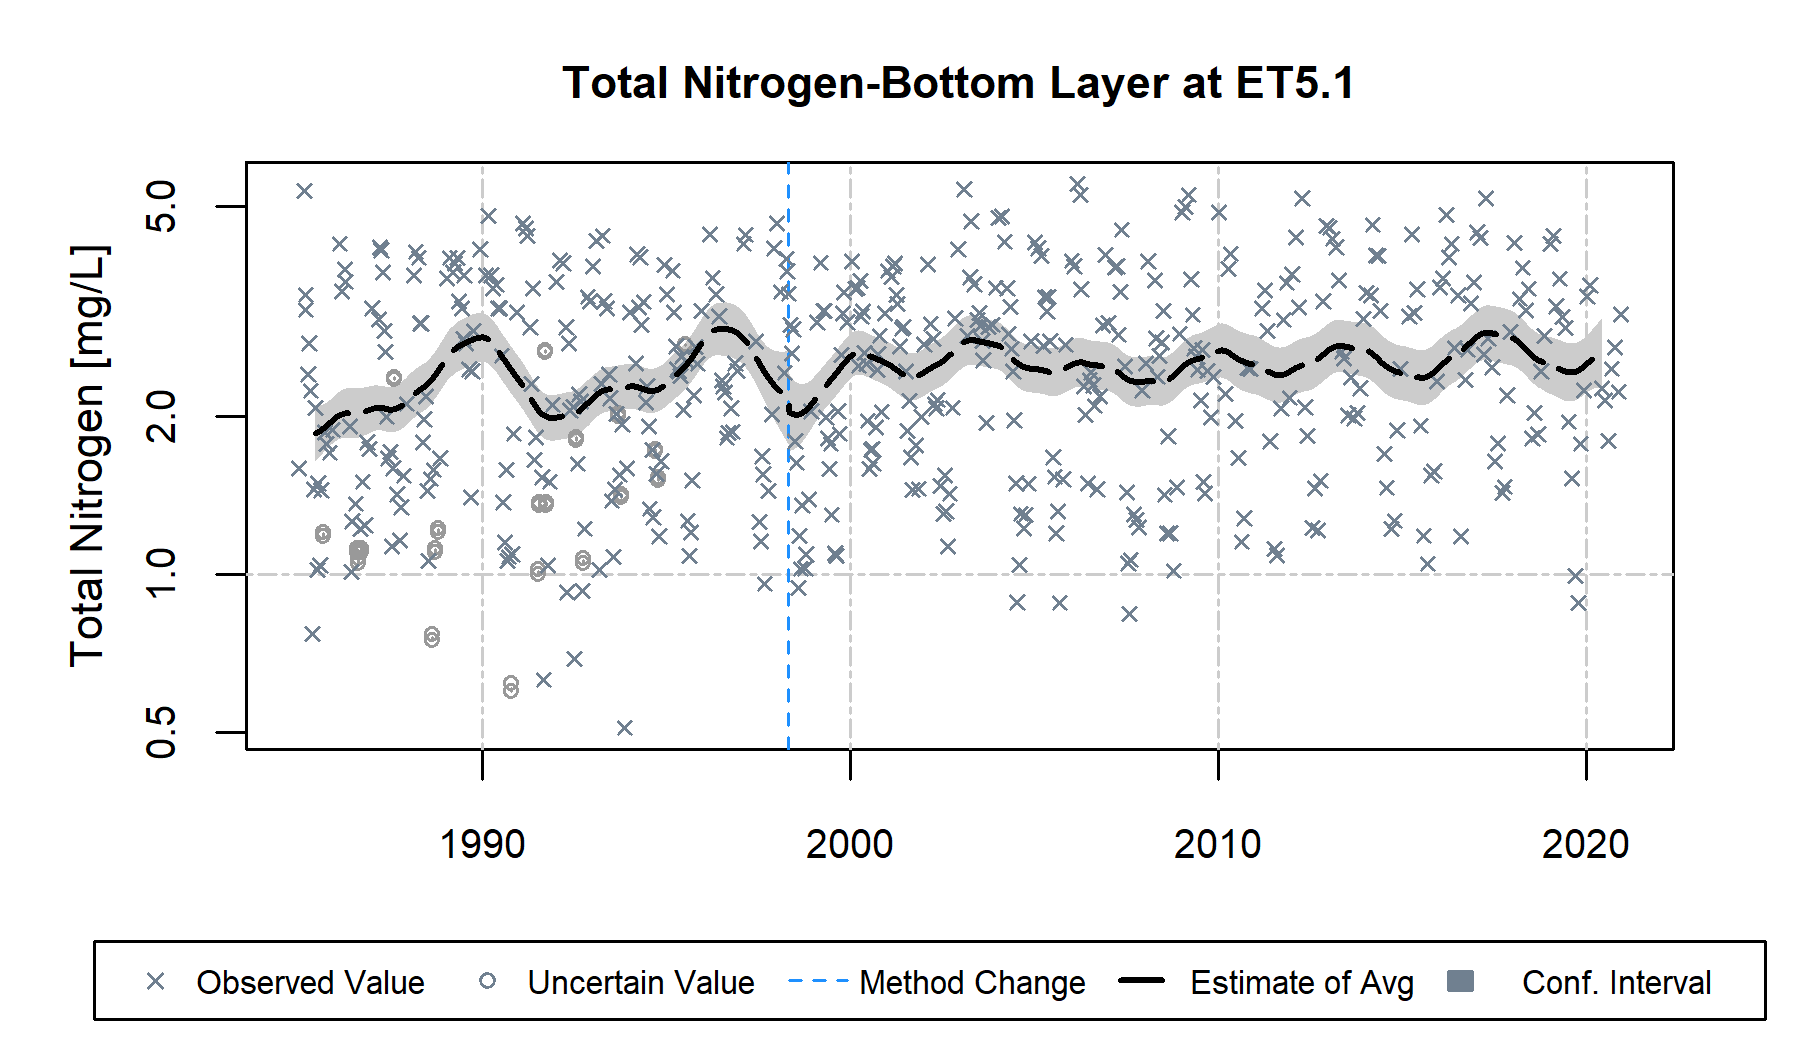 Total Nitrogen-Bottom Layer at ET5.1
Total Nitrogen [mg/L]
5.0
2.0
1.0
0.5
1990 2000 2010 2020
Observed Value Uncertain Value Method Change Estimate of Avg Conf. Interval